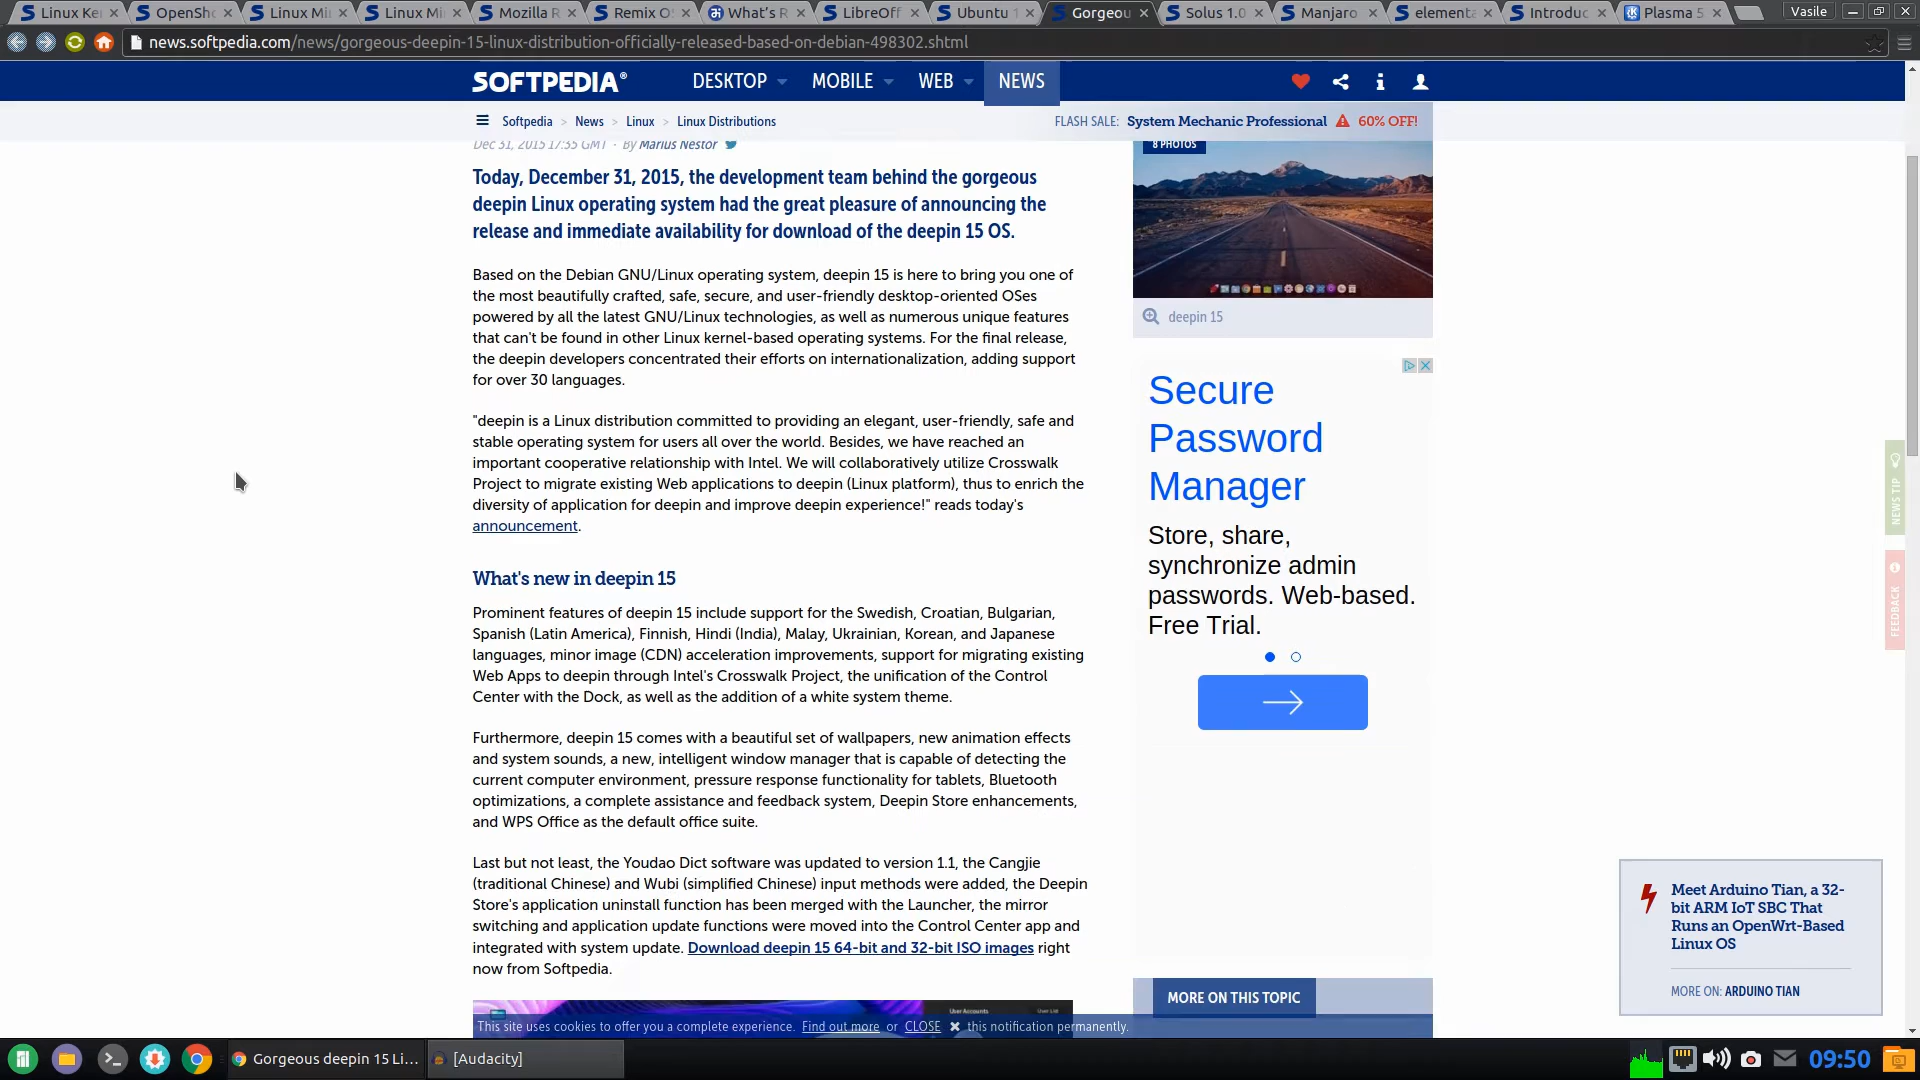 Linux Ke
OpenSho
Linux Mi
Linux Mi
Mozilla R
Remix O
What's R
LibreOff
Ubuntu 1
Gorgeou
Solus 1.0
Manjaro
elementa
Introduc
Plasma 5
Vasile
news.softpedia.com/news/gorgeous-deepin-15-linux-distribution-officially-released-based-on-debian-498302.shtml
SOFTPEDIA®
DESKTOP
MOBILE
WEB
NEWS
Softpedia > News > Linux > Linux Distributions
FLASH SALE: System Mechanic Professional 60% OFF!
Dec 31, 2015 17:35 GMT · By Marius Nestor
8 PHOTOS
Today, December 31, 2015, the development team behind the gorgeous
deepin Linux operating system had the great pleasure of announcing the
release and immediate availability for download of the deepin 15 OS.
Based on the Debian GNU/Linux operating system, deepin 15 is here to bring you one of
the most beautifully crafted, safe, secure, and user-friendly desktop-oriented OSes
powered by all the latest GNU/Linux technologies, as well as numerous unique features
that can't be found in other Linux kernel-based operating systems. For the final release,
the deepin developers concentrated their efforts on internationalization, adding support
for over 30 languages.
"deepin is a Linux distribution committed to providing an elegant, user-friendly, safe and
stable operating system for users all over the world. Besides, we have reached an
important cooperative relationship with Intel. We will collaboratively utilize Crosswalk
Project to migrate existing Web applications to deepin (Linux platform), thus to enrich the
diversity of application for deepin and improve deepin experience!" reads today's
announcement.
What's new in deepin 15
Prominent features of deepin 15 include support for the Swedish, Croatian, Bulgarian,
Spanish (Latin America), Finnish, Hindi (India), Malay, Ukrainian, Korean, and Japanese
languages, minor image (CDN) acceleration improvements, support for migrating existing
Web Apps to deepin through Intel's Crosswalk Project, the unification of the Control
Center with the Dock, as well as the addition of a white system theme.
Furthermore, deepin 15 comes with a beautiful set of wallpapers, new animation effects
and system sounds, a new, intelligent window manager that is capable of detecting the
current computer environment, pressure response functionality for tablets, Bluetooth
optimizations, a complete assistance and feedback system, Deepin Store enhancements,
and WPS Office as the default office suite.
Last but not least, the Youdao Dict software was updated to version 1.1, the Cangjie
(traditional Chinese) and Wubi (simplified Chinese) input methods were added, the Deepin
Store's application uninstall function has been merged with the Launcher, the mirror
switching and application update functions were moved into the Control Center app and
integrated with system update. Download deepin 15 64-bit and 32-bit ISO images right
now from Softpedia.
User Accounts
User List
This site uses cookies to offer you a complete experience. Find out more or CLOSE ✖ this notification permanently.
deepin 15
Secure
Password
Manager
Store, share,
synchronize admin
passwords. Web-based.
Free Trial.
MORE ON THIS TOPIC
NEWS TIP
FEEDBACK
Meet Arduino Tian, a 32-
bit ARM IoT SBC That
Runs an OpenWrt-Based
Linux OS
MORE ON: ARDUINO TIAN
Gorgeous deepin 15 Li...
[Audacity]
09:50